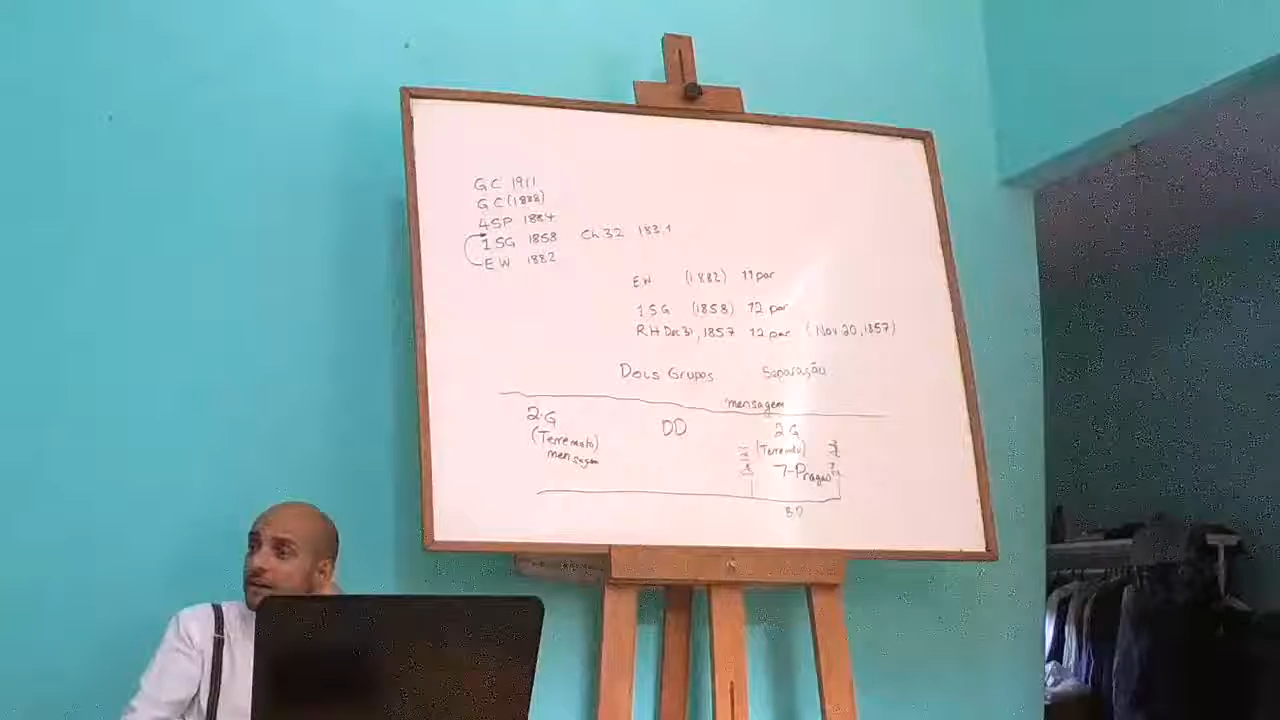 GC 1911
GC (1888)
4SP 1884
1SG 1858 Ch 32 183.1
EW 1882
EW (1882) 11 par
1SG (1858) 12 par
RH Dec 31, 1857 12 par (Nov 20, 1857)
Dois Grupos Separação
mensagem
2G DD 2G
(Terremoto) (Terremoto)
mensagem 7-Pragas